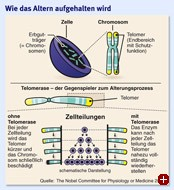 Wie das Altern aufgehalten wird
Zelle
Chromosom
Erbgut-
träger
(= Chromo-
somen)
Telomer
(Endbereich
mit Schutz-
funktion)
Telomer
Telomerase – der Gegenspieler zum Alterungsprozess
Telomer
ohne
Telomerase
Bei jeder
Zellteilung
wird das
Telomer
kürzer und
das Chromo-
som schließlich
beschädigt
Zellteilungen
schematische Darstellung
mit
Telomerase
Das Enzym
kann nach
jeder Zell-
teilung das
Telomer
nahezu voll-
ständig
wiederher-
stellen
Quelle: The Nobel Committee for Physiology or Medicine